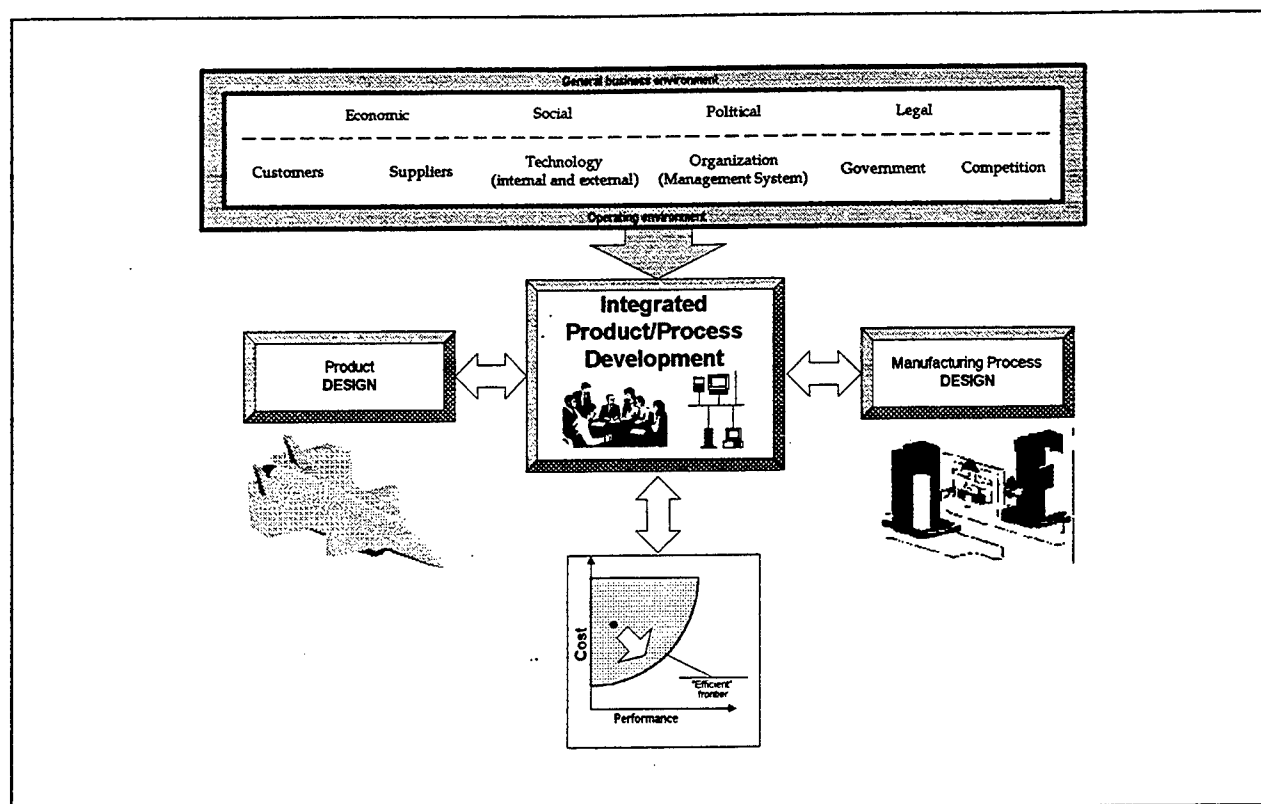 General business environment
Economic Social Political Legal
Customers Suppliers Technology (internal and external) Organization (Management System) Government Competition
Operating environment
Integrated
Product/Process
Development
Product
DESIGN
Manufacturing Process
DESIGN
Cost
"Efficient"
frontier
Performance